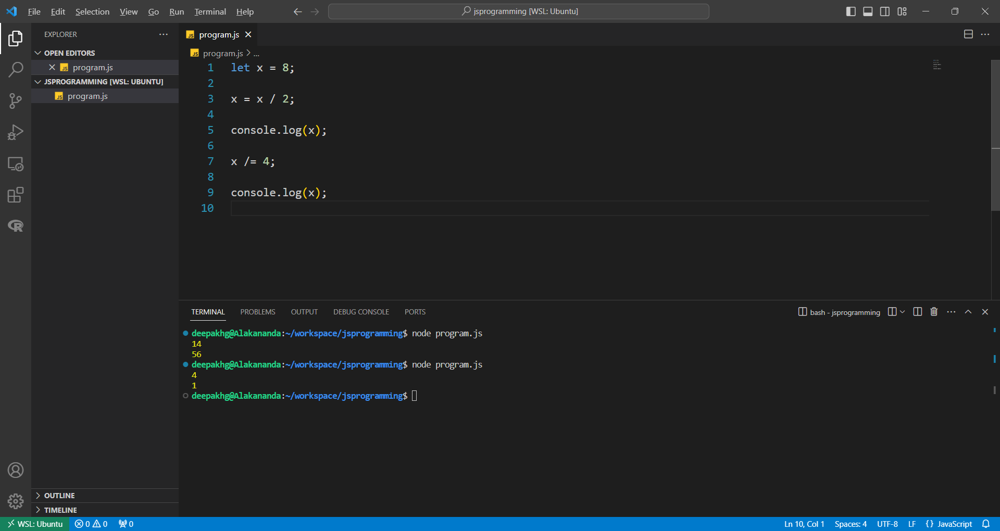 File Edit Selection View Go Run Terminal Help
jsprogramming [WSL: Ubuntu]
EXPLORER
OPEN EDITORS
JS program.js
JSPROGRAMMING [WSL: UBUNTU]
JS program.js
OUTLINE
TIMELINE
JS program.js
JS program.js > ...
1 let x = 8;
2
3 x = x / 2;
4
5 console.log(x);
6
7 x /= 4;
8
9 console.log(x);
10
TERMINAL PROBLEMS OUTPUT DEBUG CONSOLE PORTS
bash - jsprogramming
deepakhg@Alakananda:~/workspace/jsprogramming$ node program.js
14
56
deepakhg@Alakananda:~/workspace/jsprogramming$ node program.js
4
1
deepakhg@Alakananda:~/workspace/jsprogramming$
WSL: Ubuntu 0 0 0 Ln 10, Col 1 Spaces: 4 UTF-8 LF {} JavaScript